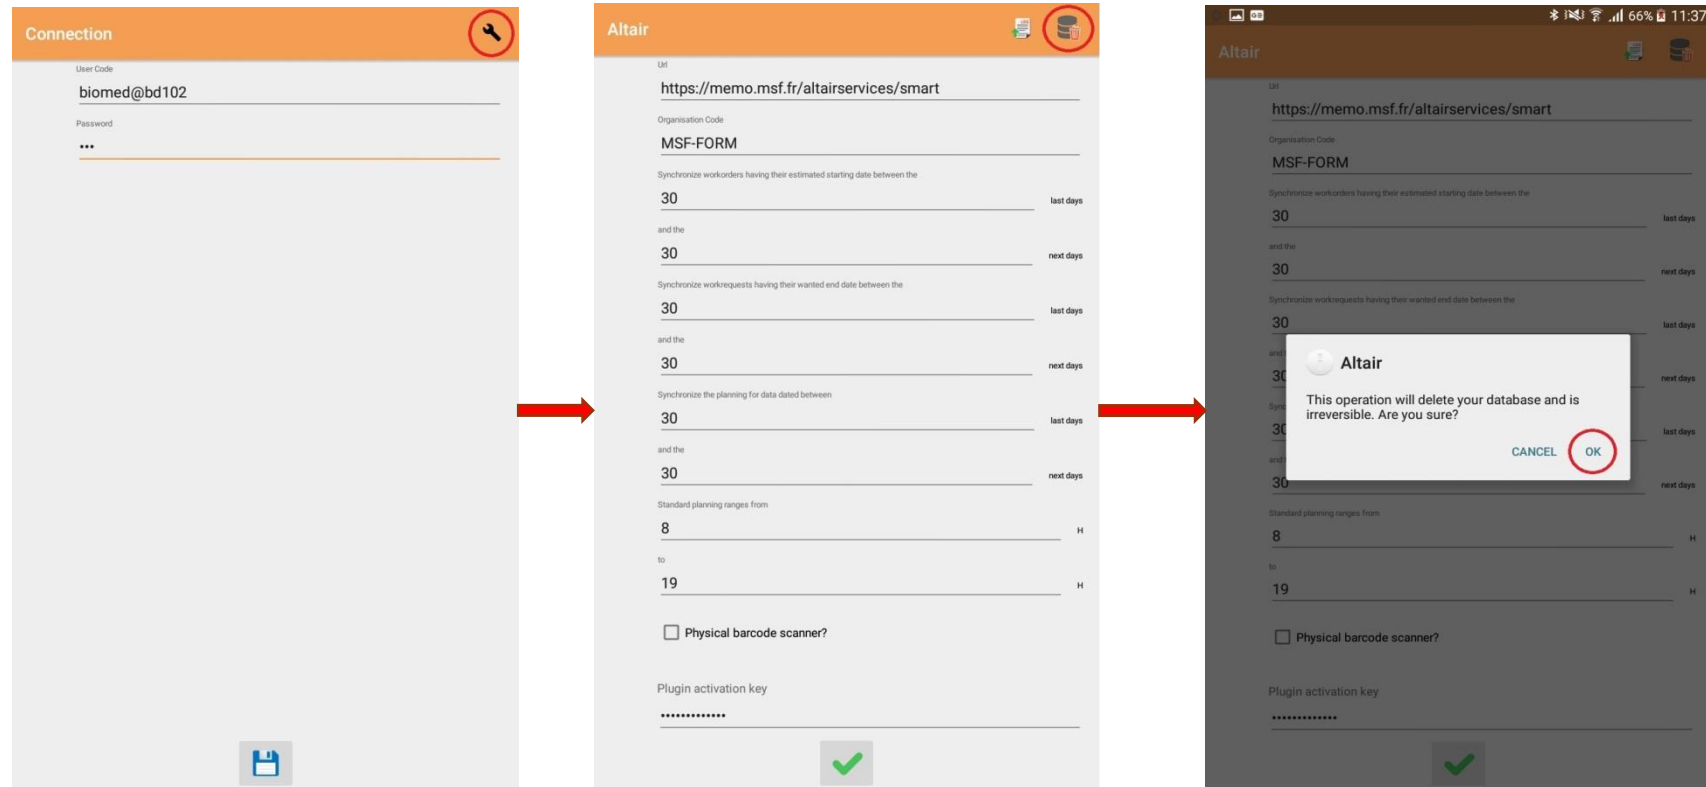 Connection
User Code
biomed@bd102
Password
•••
Altair
Url
https://memo.msf.fr/altairservices/smart
Organisation Code
MSF-FORM
Synchronize workorders having their estimated starting date between the
30 last days
and the
30 next days
Synchronize workrequests having their wanted end date between the
30 last days
and the
30 next days
Synchronize the planning for data dated between
30 last days
and the
30 next days
Standard planning ranges from
8 H
to
19 H
Physical barcode scanner?
Plugin activation key
•••••••••••••
GB 66% 11:37
Altair
Url
https://memo.msf.fr/altairservices/smart
Organisation Code
MSF-FORM
Synchronize workorders having their estimated starting date between the
30 last days
and the
30 next days
Synchronize workrequests having their wanted end date between the
30 last days
and
30 next days
Sync
30 last days
and
30 next days
Altair
This operation will delete your database and is
irreversible. Are you sure?
CANCEL OK
Standard planning ranges from
8 H
to
19 H
Physical barcode scanner?
Plugin activation key
•••••••••••••